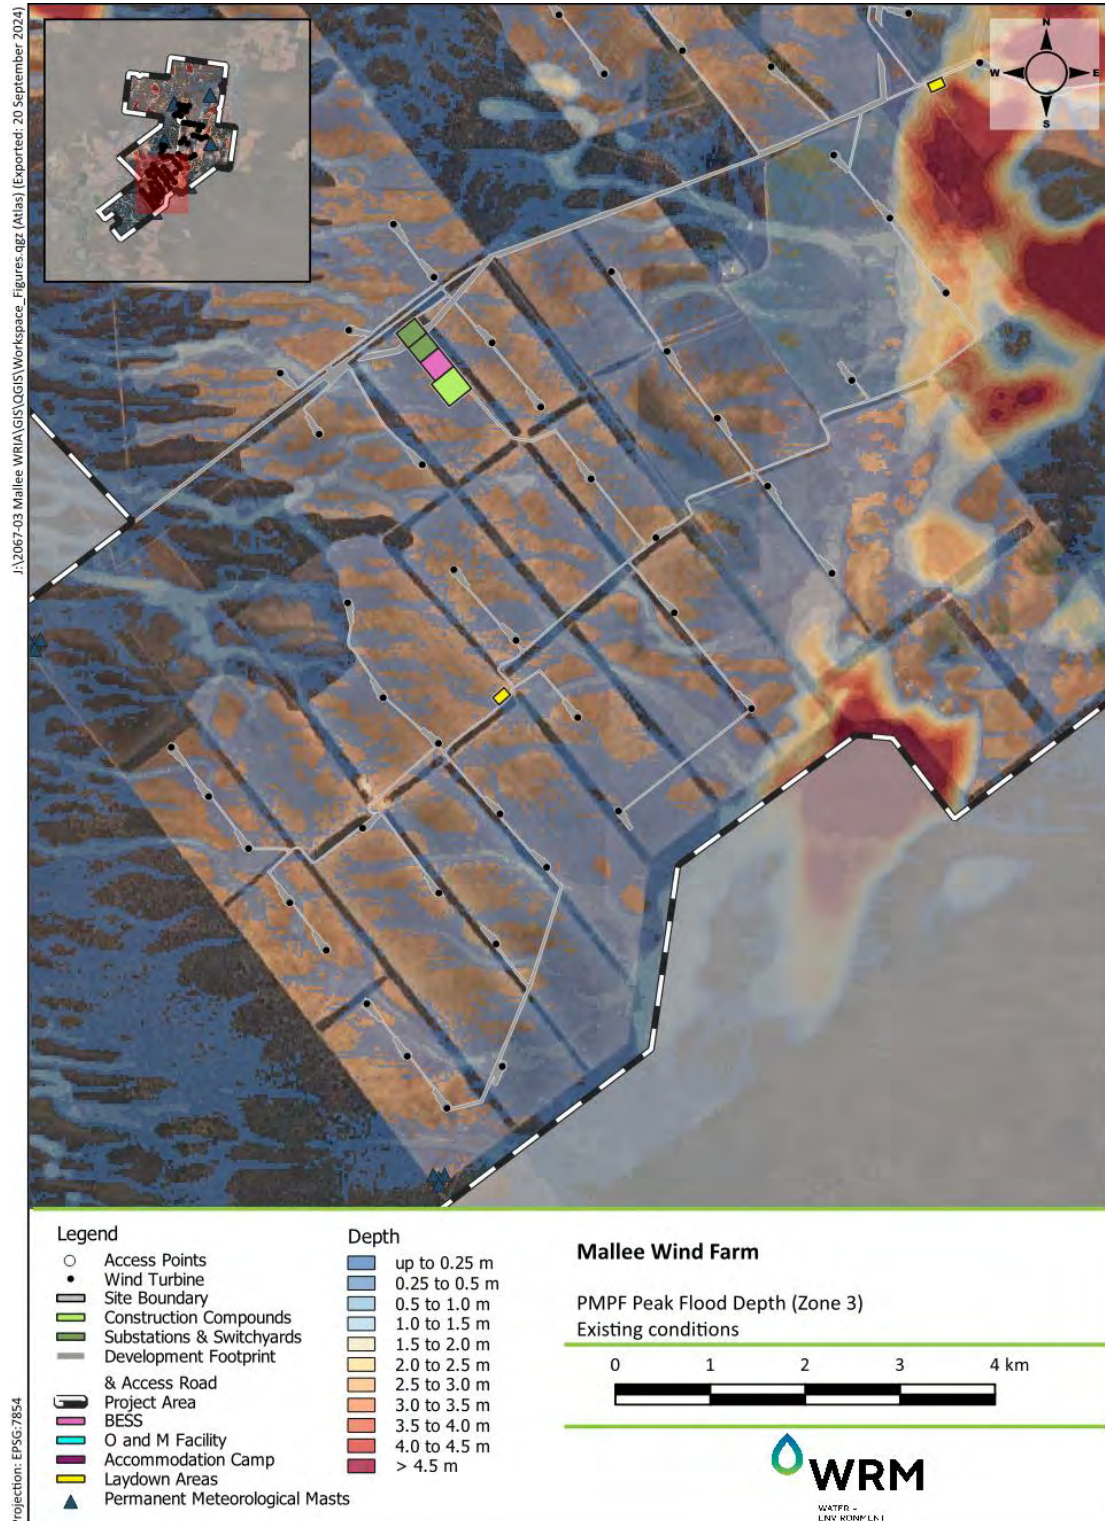 J:\2067-03 Mallee WRIA\GIS\QGIS\Workspace_Figures.qgz (Atlas) (Exported: 20 September 2024)
N
W
E
S
Legend
Access Points
Wind Turbine
Site Boundary
Construction Compounds
Substations & Switchyards
Development Footprint
& Access Road
Project Area
BESS
O and M Facility
Accommodation Camp
Laydown Areas
Permanent Meteorological Masts
Depth
up to 0.25 m
0.25 to 0.5 m
0.5 to 1.0 m
1.0 to 1.5 m
1.5 to 2.0 m
2.0 to 2.5 m
2.5 to 3.0 m
3.0 to 3.5 m
3.5 to 4.0 m
4.0 to 4.5 m
> 4.5 m
Mallee Wind Farm
PMPF Peak Flood Depth (Zone 3)
Existing conditions
0 1 2 3 4 km
WRM
WATER +
ENVIRONMENT
Projection: EPSG:7854